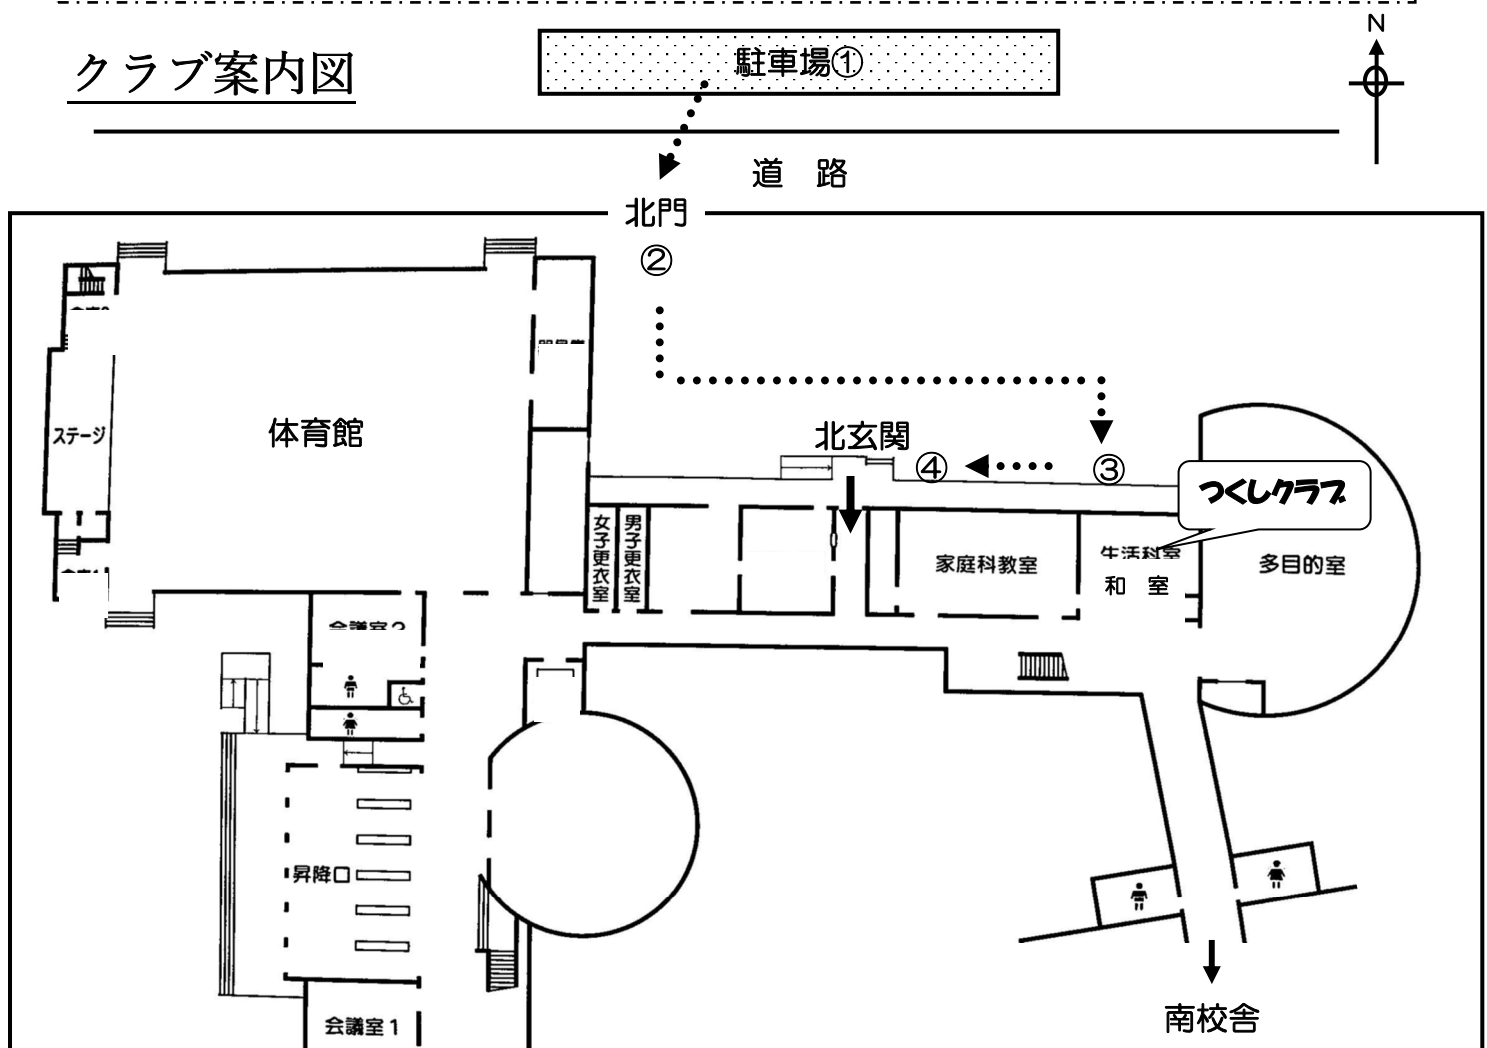 クラブ案内図
駐車場①
N
道 路
北門
②
体育館
ステージ
北玄関
④
③
つくしクラブ
女子更衣室
男子更衣室
家庭科教室
生活科室
和 室
多目的室
会議室2
昇降口
会議室1
南校舎